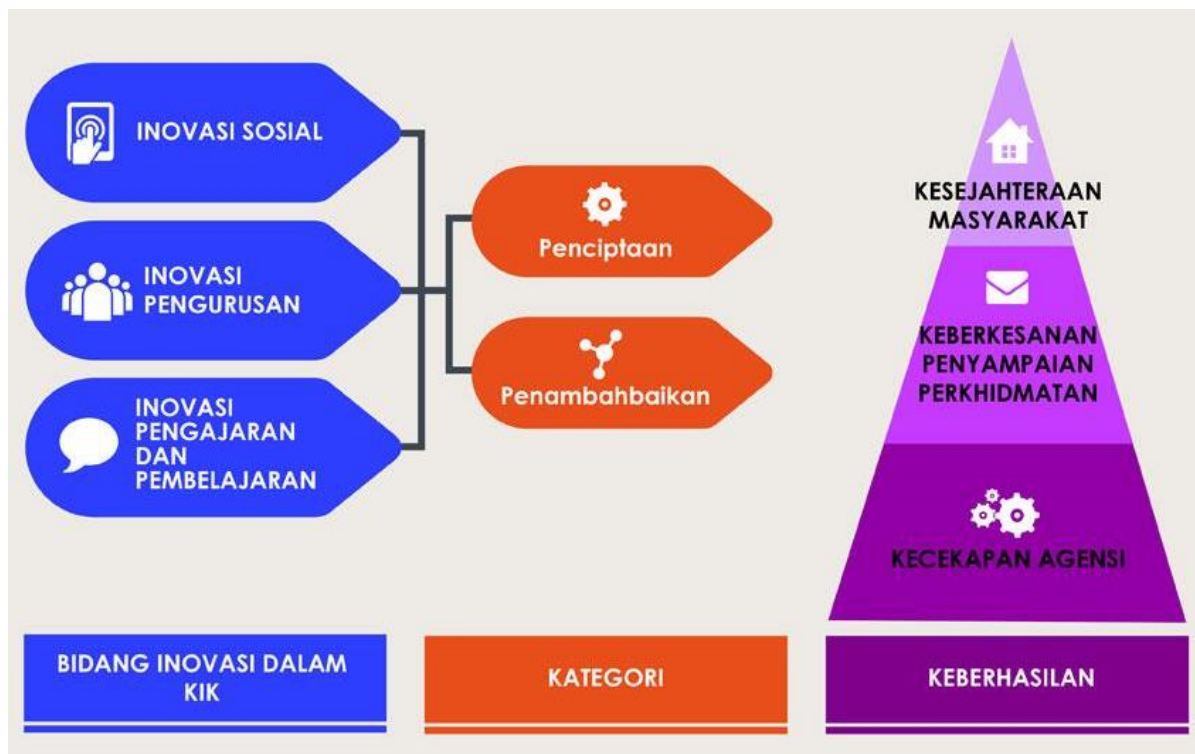 INOVASI SOSIAL
INOVASI
PENGURUSAN
INOVASI
PENGAJARAN
DAN
PEMBELAJARAN
Penciptaan
Penambahbaikan
KESEJAHTERAAN
MASYARAKAT
KEBERKESANAN
PENYAMPAIAN
PERKHIDMATAN
KECEKAPAN AGENSI
BIDANG INOVASI DALAM
KIK
KATEGORI
KEBERHASILAN